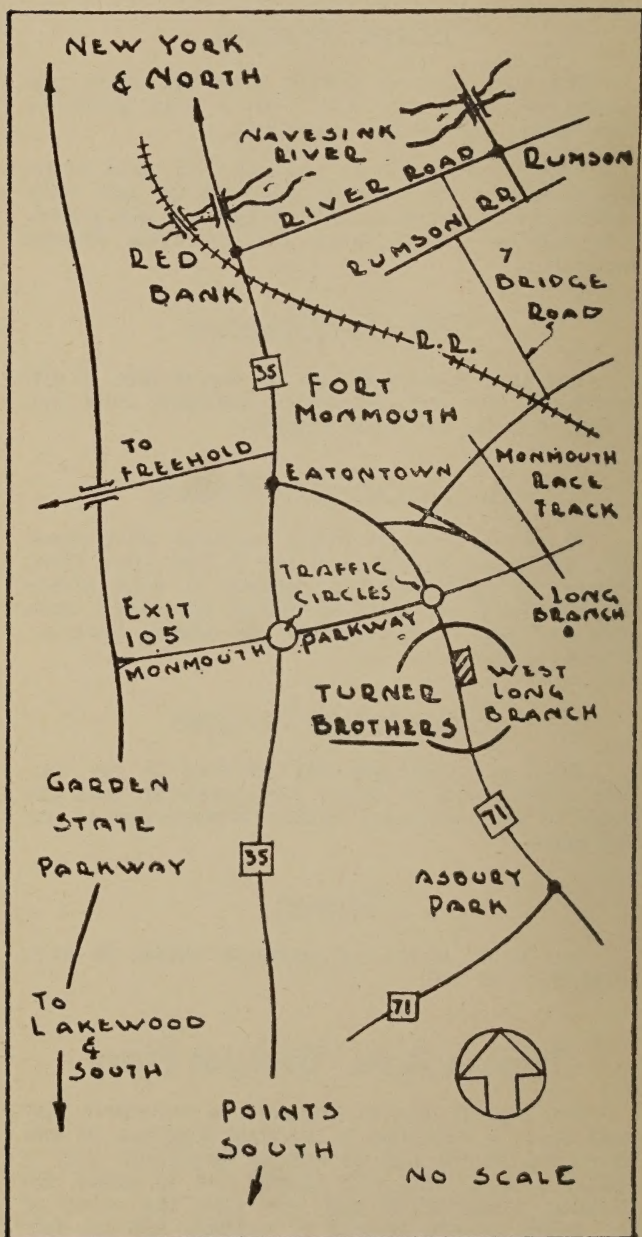 NEW YORK
& NORTH
NAVESINK
RIVER
RIVER ROAD
RUMSON
RUMSON RD.
RED
BANK
7
BRIDGE
ROAD
R.R.
35
FORT
MONMOUTH
TO
FREEHOLD
EATONTOWN
MONMOUTH
RACE
TRACK
TRAFFIC
CIRCLES
EXIT
105
MONMOUTH PARKWAY
LONG
BRANCH
TURNER
BROTHERS
WEST
LONG
BRANCH
GARDEN
STATE
PARKWAY
71
35
ASBURY
PARK
71
TO
LAKEWOOD
&
SOUTH
POINTS
SOUTH
NO SCALE